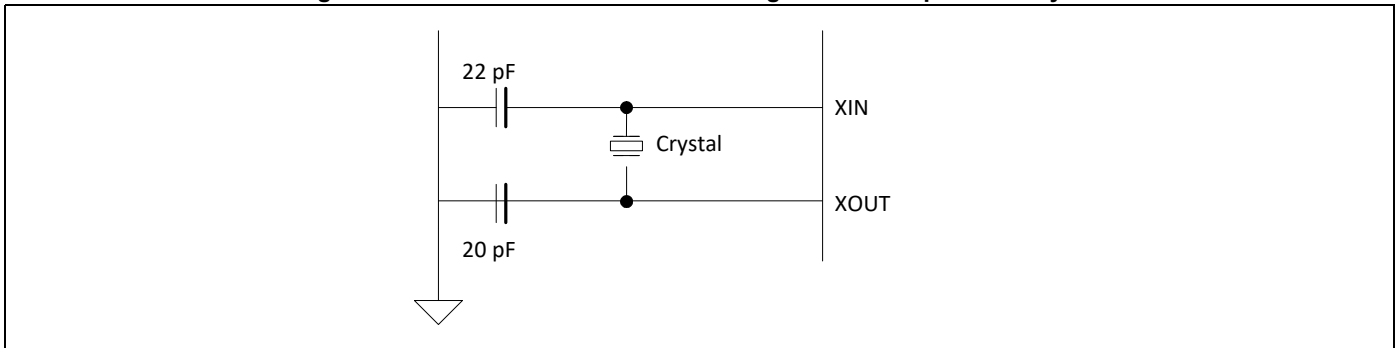 22 pF
XIN
Crystal
XOUT
20 pF